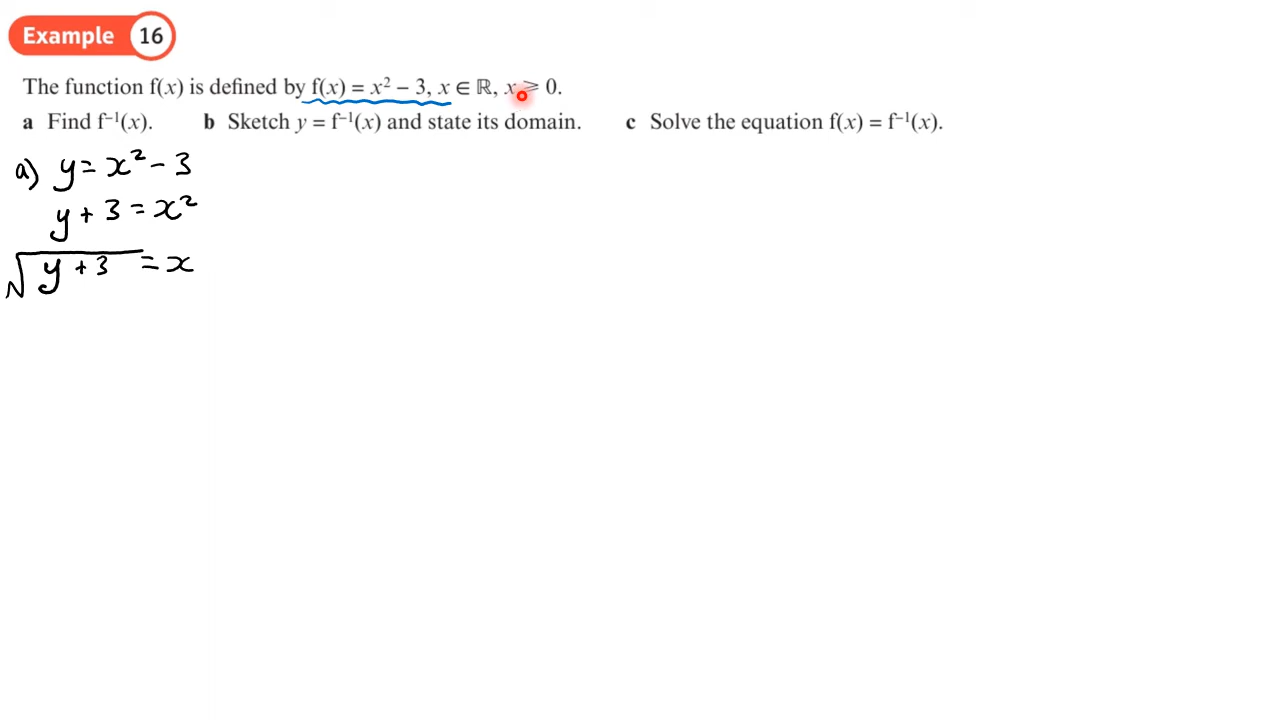 Example 16
The function f(x) is defined by f(x) = x² − 3, x ∈ ℝ, x ⩾ 0.
a Find f⁻¹(x). b Sketch y = f⁻¹(x) and state its domain. c Solve the equation f(x) = f⁻¹(x).
a) y = x² − 3
y + 3 = x²
√(y + 3) = x